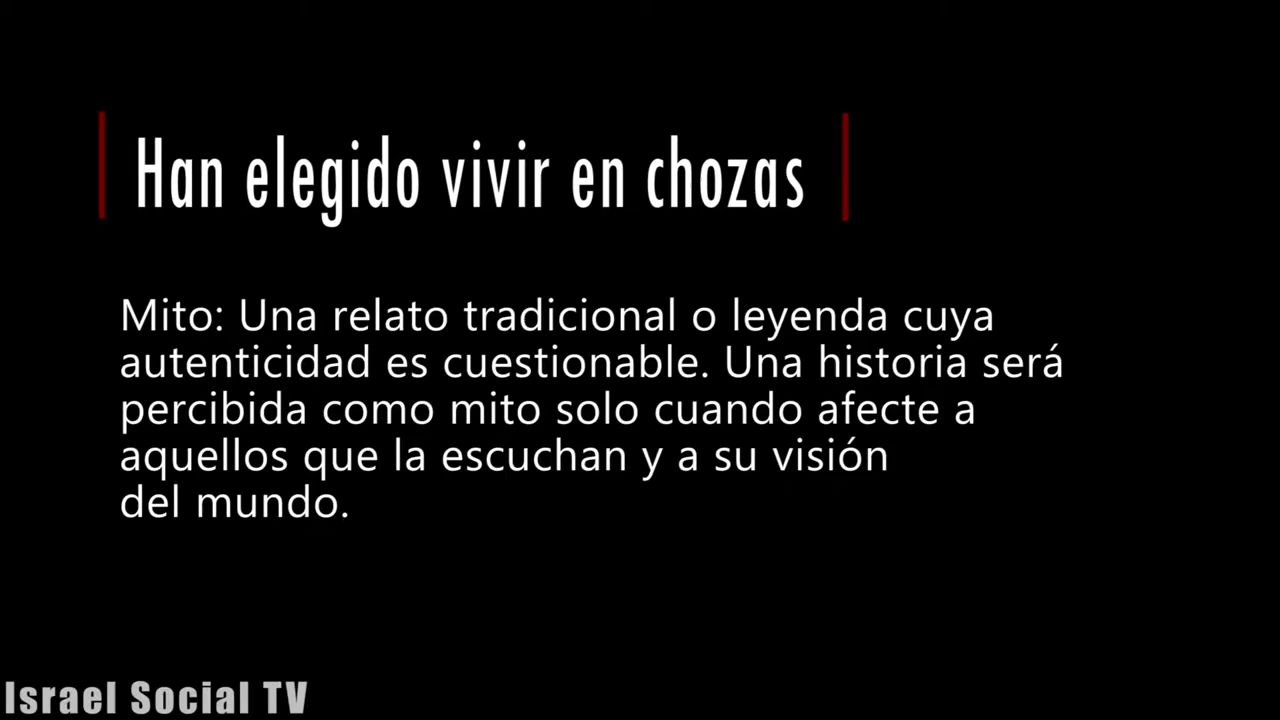 Han elegido vivir en chozas
Mito: Una relato tradicional o leyenda cuya
autenticidad es cuestionable. Una historia será
percibida como mito solo cuando afecte a
aquellos que la escuchan y a su visión
del mundo.
Israel Social TV